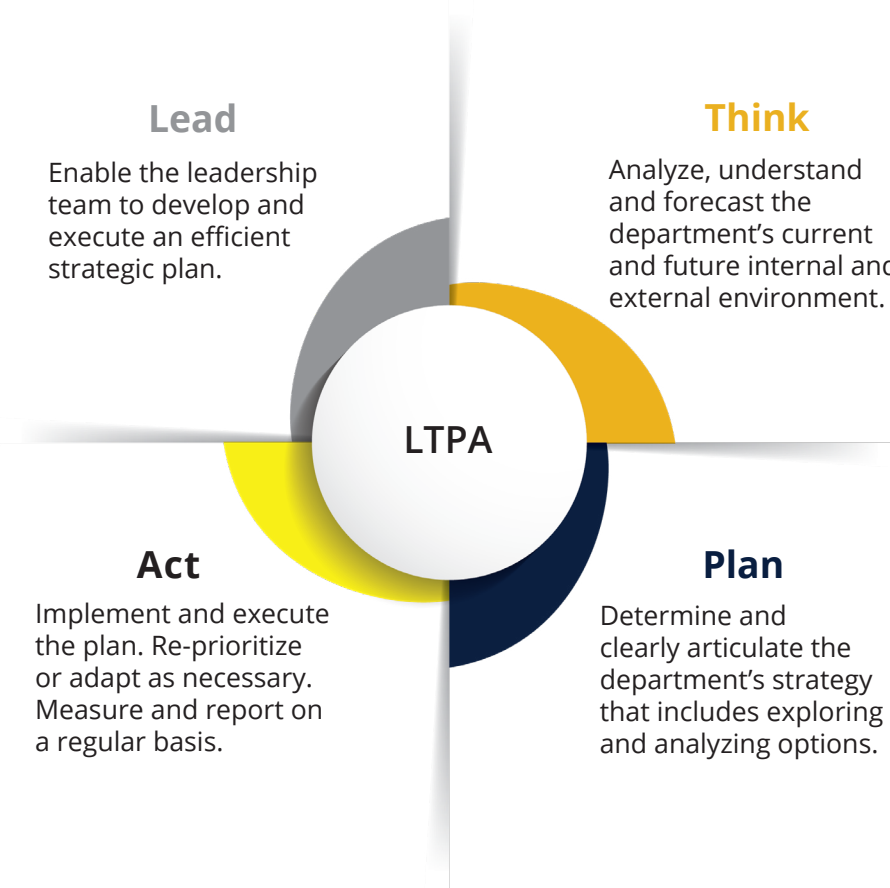 Lead
Enable the leadership
team to develop and
execute an efficient
strategic plan.
Think
Analyze, understand
and forecast the
department’s current
and future internal and
external environment.
LTPA
Act
Implement and execute
the plan. Re-prioritize
or adapt as necessary.
Measure and report on
a regular basis.
Plan
Determine and
clearly articulate the
department’s strategy
that includes exploring
and analyzing options.